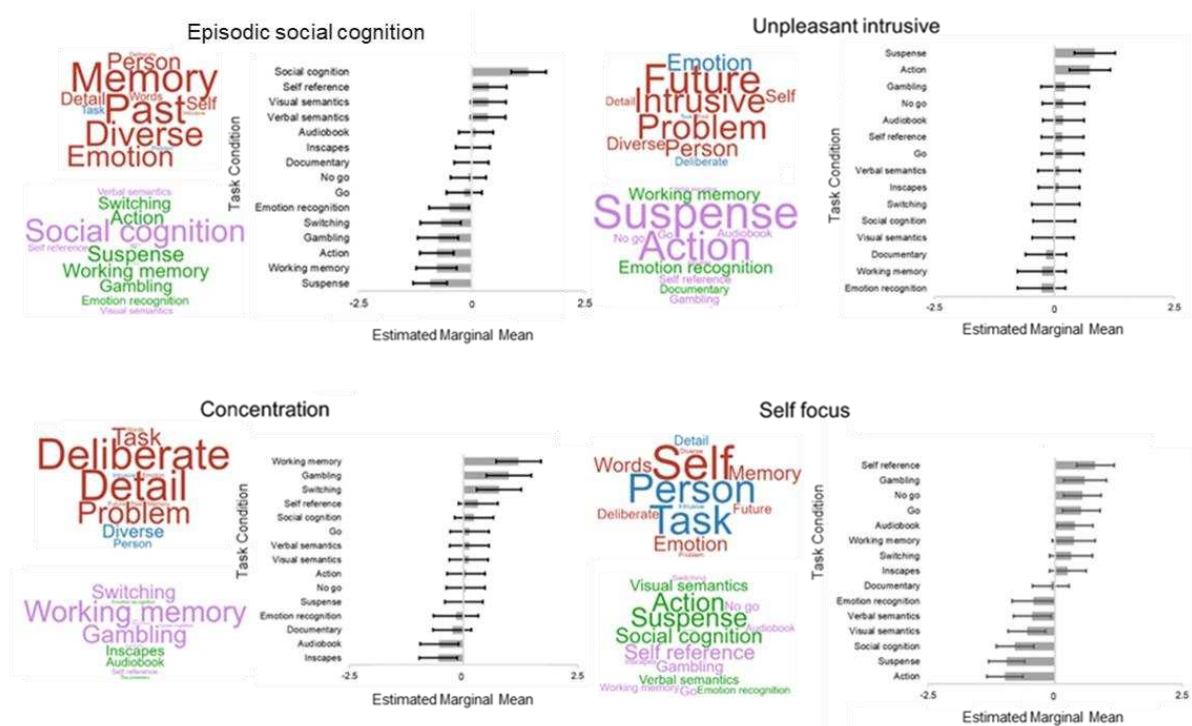 Episodic social cognition
Person
Memory
Detail Words Self
Task Past
Diverse
Emotion
Verbal semantics
Switching
Action
Social cognition
Self reference
Suspense
Working memory
Gambling
Emotion recognition
Visual semantics
Task Condition
Social cognition
Self reference
Visual semantics
Verbal semantics
Audiobook
Inscapes
Documentary
No go
Go
Emotion recognition
Switching
Gambling
Action
Working memory
Suspense
-2.5 0 2.5
Estimated Marginal Mean
Unpleasant intrusive
Emotion
Future
Detail Intrusive Self
Problem
Diverse Person
Deliberate
Working memory
Suspense
No go Go Audiobook
Action
Emotion recognition
Self reference
Documentary
Gambling
Task Condition
Suspense
Action
Gambling
No go
Audiobook
Self reference
Go
Verbal semantics
Inscapes
Switching
Social cognition
Visual semantics
Documentary
Working memory
Emotion recognition
-2.5 0 2.5
Estimated Marginal Mean
Concentration
Task
Deliberate
Detail
Problem
Diverse
Person
Switching
Working memory
Gambling
Inscapes
Audiobook
Self reference
Task Condition
Working memory
Gambling
Switching
Self reference
Social cognition
Go
Verbal semantics
Visual semantics
Action
No go
Suspense
Emotion recognition
Documentary
Audiobook
Inscapes
-2.5 0 2.5
Estimated Marginal Mean
Self focus
Detail
Diverse
Words Self Memory
Person
Intrusive
Deliberate Task Future
Emotion
Problem
Switching
Visual semantics
Action No go
Suspense Audiobook
Social cognition
Self reference
Inscapes Gambling
Verbal semantics
Working memory Go Emotion recognition
Task Condition
Self reference
Gambling
No go
Go
Audiobook
Working memory
Switching
Inscapes
Documentary
Emotion recognition
Verbal semantics
Visual semantics
Social cognition
Suspense
Action
-2.5 0 2.5
Estimated Marginal Mean